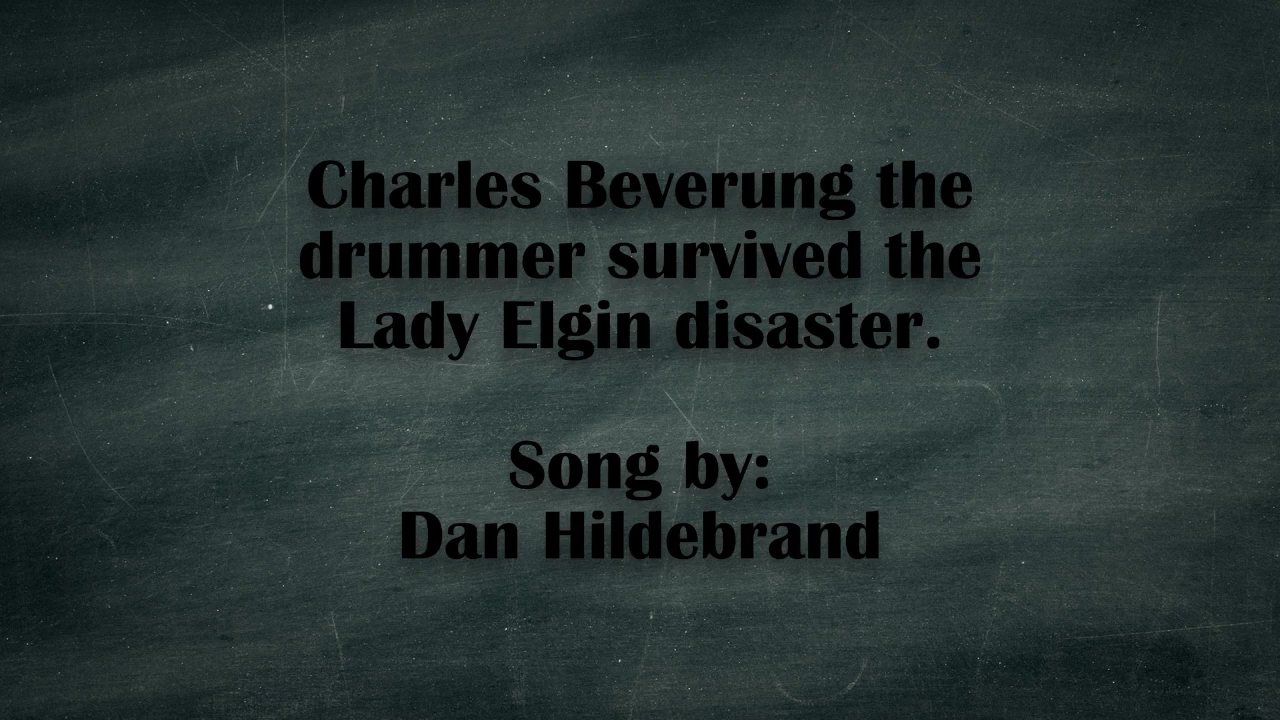 Charles Beverung the
drummer survived the
Lady Elgin disaster.
Song by:
Dan Hildebrand